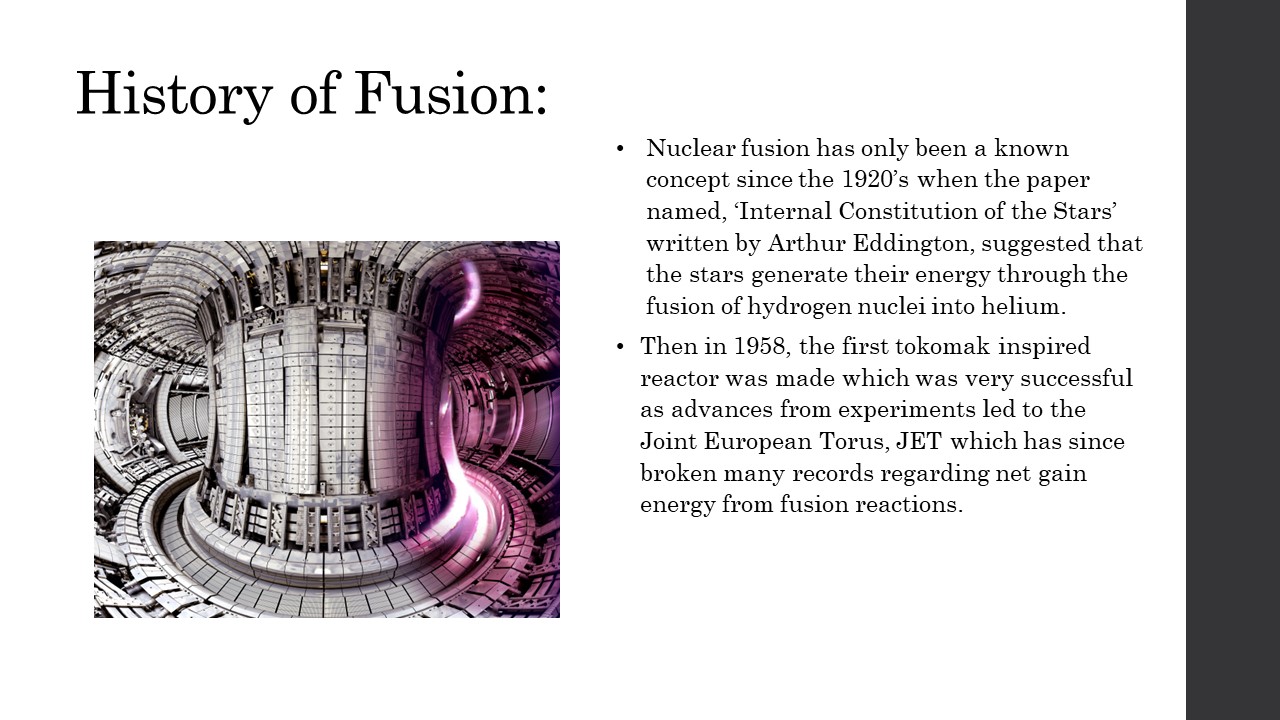 History of Fusion:
• Nuclear fusion has only been a known
concept since the 1920’s when the paper
named, ‘Internal Constitution of the Stars’
written by Arthur Eddington, suggested that
the stars generate their energy through the
fusion of hydrogen nuclei into helium.
• Then in 1958, the first tokomak inspired
reactor was made which was very successful
as advances from experiments led to the
Joint European Torus, JET which has since
broken many records regarding net gain
energy from fusion reactions.